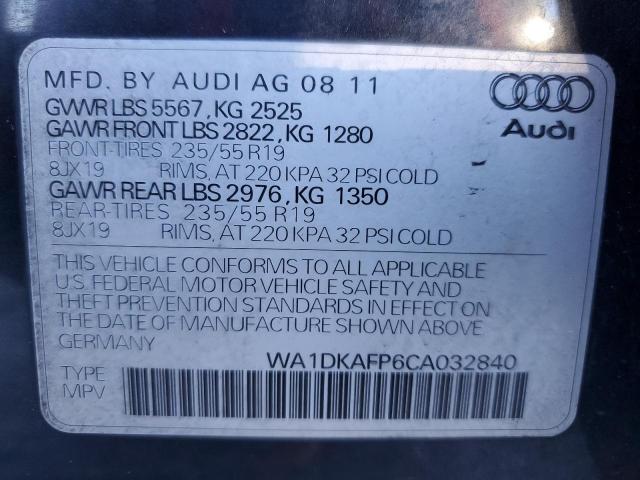 MFD. BY AUDI AG 08 11
GVWR LBS 5567, KG 2525
GAWR FRONT LBS 2822, KG 1280
FRONT-TIRES 235/55 R19
8JX19 RIMS, AT 220 KPA 32 PSI COLD
GAWR REAR LBS 2976, KG 1350
REAR-TIRES 235/55 R19
8JX19 RIMS, AT 220 KPA 32 PSI COLD
Audi
THIS VEHICLE CONFORMS TO ALL APPLICABLE
U.S. FEDERAL MOTOR VEHICLE SAFETY AND
THEFT PREVENTION STANDARDS IN EFFECT ON
THE DATE OF MANUFACTURE SHOWN ABOVE
GERMANY WA1DKAFP6CA032840
TYPE
MPV